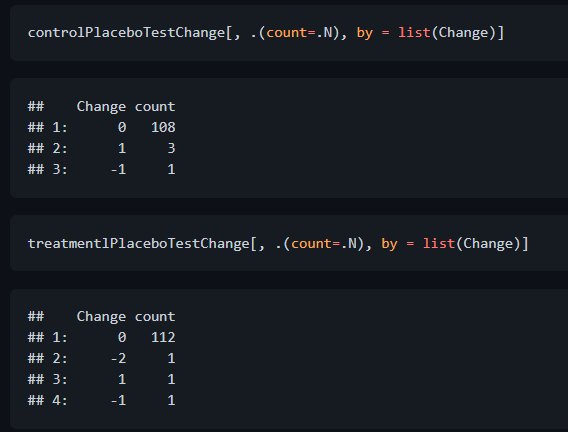 controlPlaceboTestChange[, .(count=.N), by = list(Change)]
##    Change count
## 1:      0   108
## 2:      1     3
## 3:     -1     1
treatment1PlaceboTestChange[, .(count=.N), by = list(Change)]
##    Change count
## 1:      0   112
## 2:     -2     1
## 3:      1     1
## 4:     -1     1